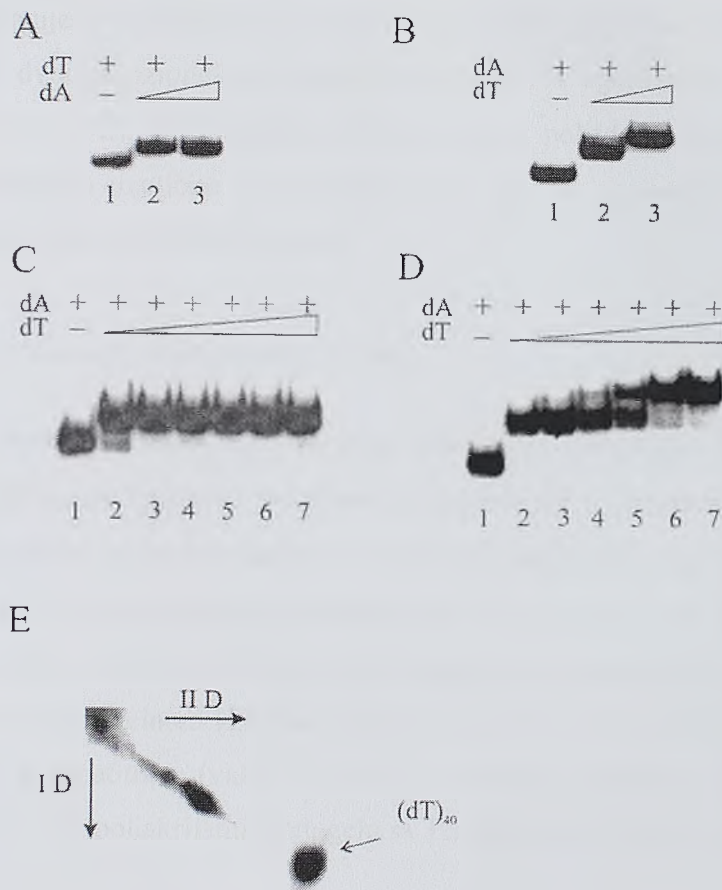 A
dT + + +
dA −
1 2 3
B
dA + + +
dT −
1 2 3
C
dA + + + + + + +
dT −
1 2 3 4 5 6 7
D
dA + + + + + + +
dT −
1 2 3 4 5 6 7
E
II D
I D
(dT)₄₀